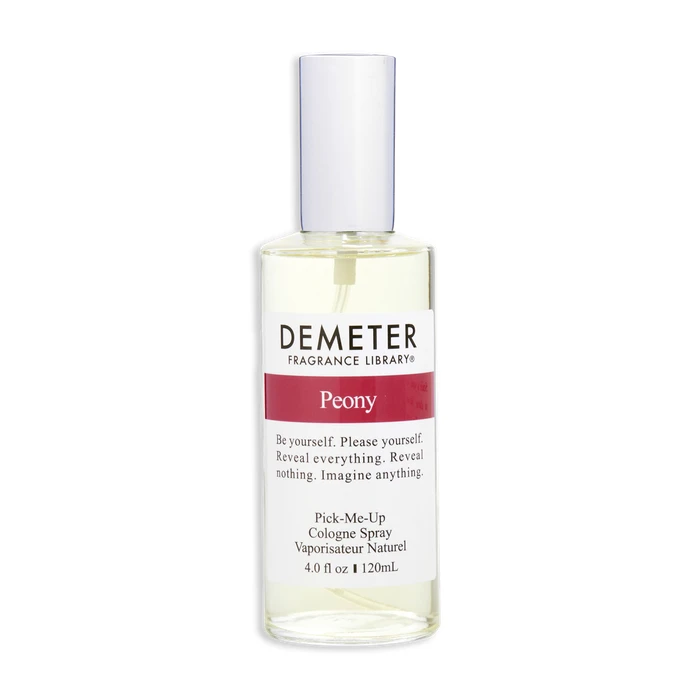 DEMETER
FRAGRANCE LIBRARY®
Peony
Be yourself. Please yourself.
Reveal everything. Reveal
nothing. Imagine anything.
Pick-Me-Up
Cologne Spray
Vaporisateur Naturel
4.0 fl oz ▮ 120mL